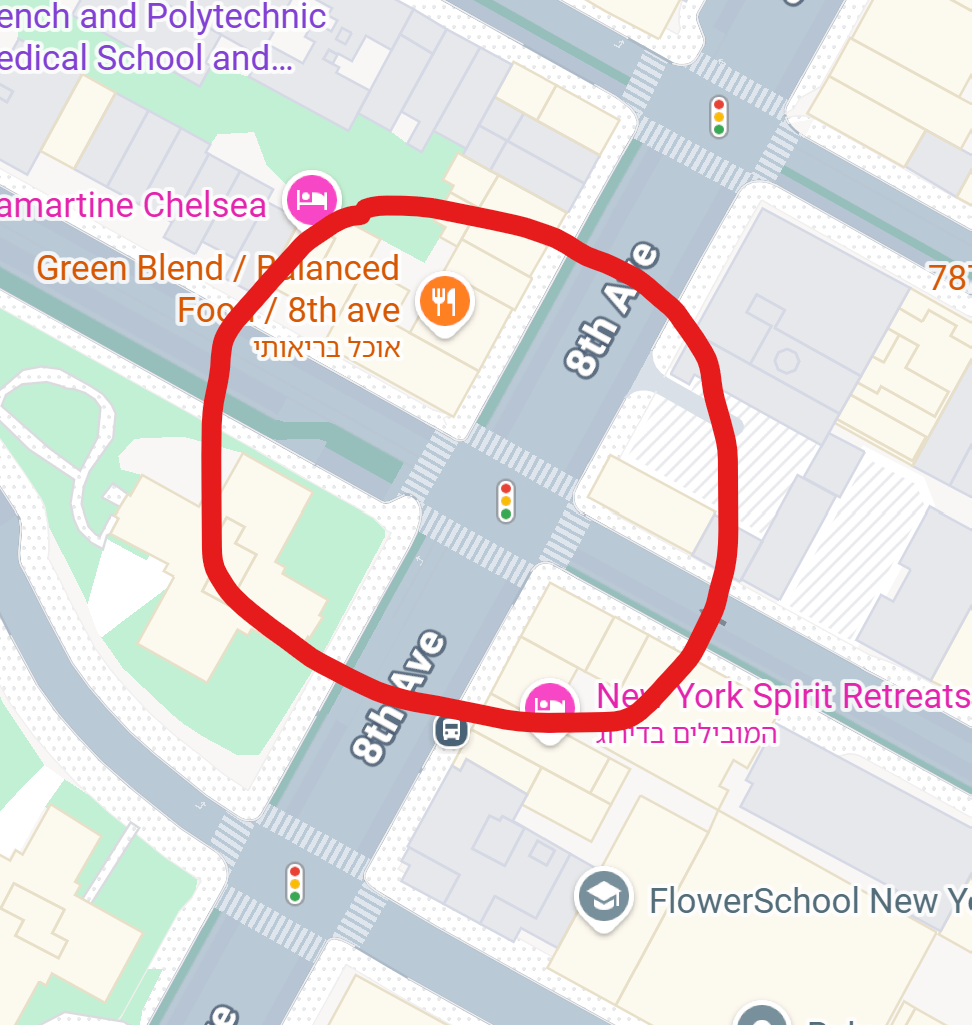 ench and Polytechnic
edical School and...
amartine Chelsea
8th Ave
Green Blend / Balanced
Food / 8th ave
אוכל בריאותי
787
8th Ave
New York Spirit Retreats
המובילים בדירוג
FlowerSchool New Yo